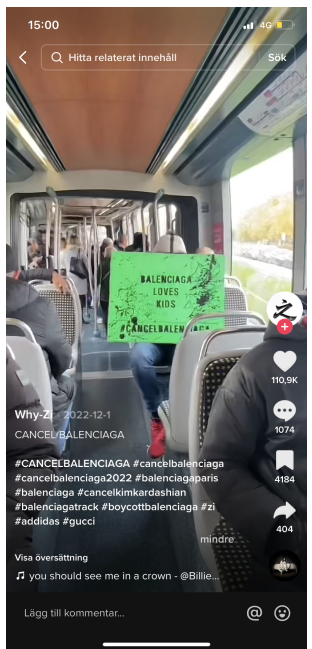 15:00
4G
Hitta relaterat innehåll
Sök
BALENCIAGA
LOVES
KIDS
#CANCELBALENCIAGA
之
110,9K
1074
4184
404
Why-Zi · 2022-12-1
CANCEL/BALENCIAGA
#CANCELBALENCIAGA #cancelbalenciaga
#cancelbalenciaga2022 #balenciagaparis
#balenciaga #cancelkimkardashian
#balenciagatrack #boycottbalenciaga #zi
#addidas #gucci
mindre
Visa översättning
you should see me in a crown - @Billie...
Lägg till kommentar...
@